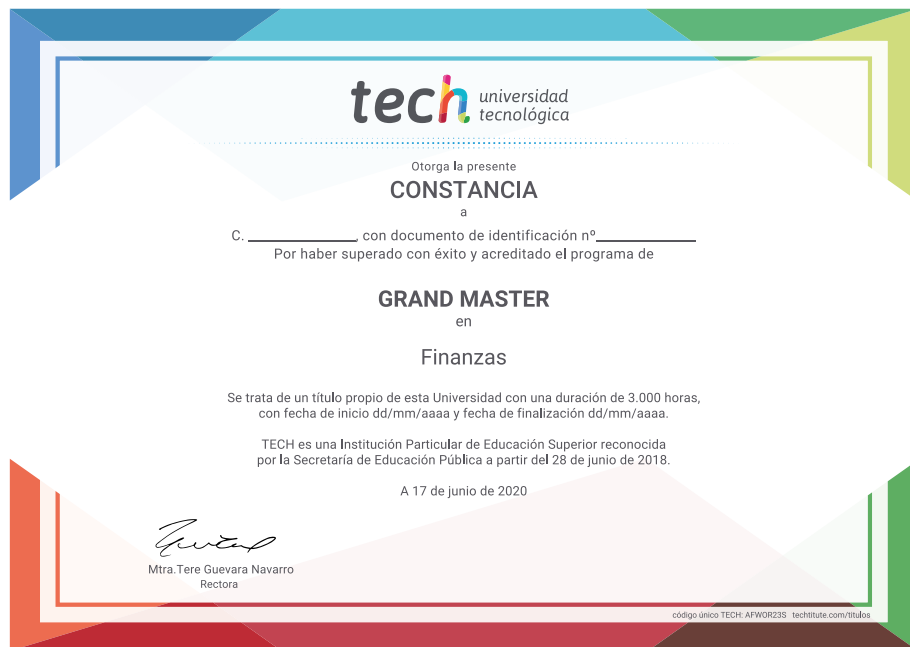 tech universidad
tecnológica
Otorga la presente
CONSTANCIA
a
C. ______________, con documento de identificación nº_____________
Por haber superado con éxito y acreditado el programa de
GRAND MASTER
en
Finanzas
Se trata de un título propio de esta Universidad con una duración de 3.000 horas,
con fecha de inicio dd/mm/aaaa y fecha de finalización dd/mm/aaaa.
TECH es una Institución Particular de Educación Superior reconocida
por la Secretaría de Educación Pública a partir del 28 de junio de 2018.
A 17 de junio de 2020
Mtra.Tere Guevara Navarro
Rectora
código único TECH: AFWOR23S techtitute.com/titulos